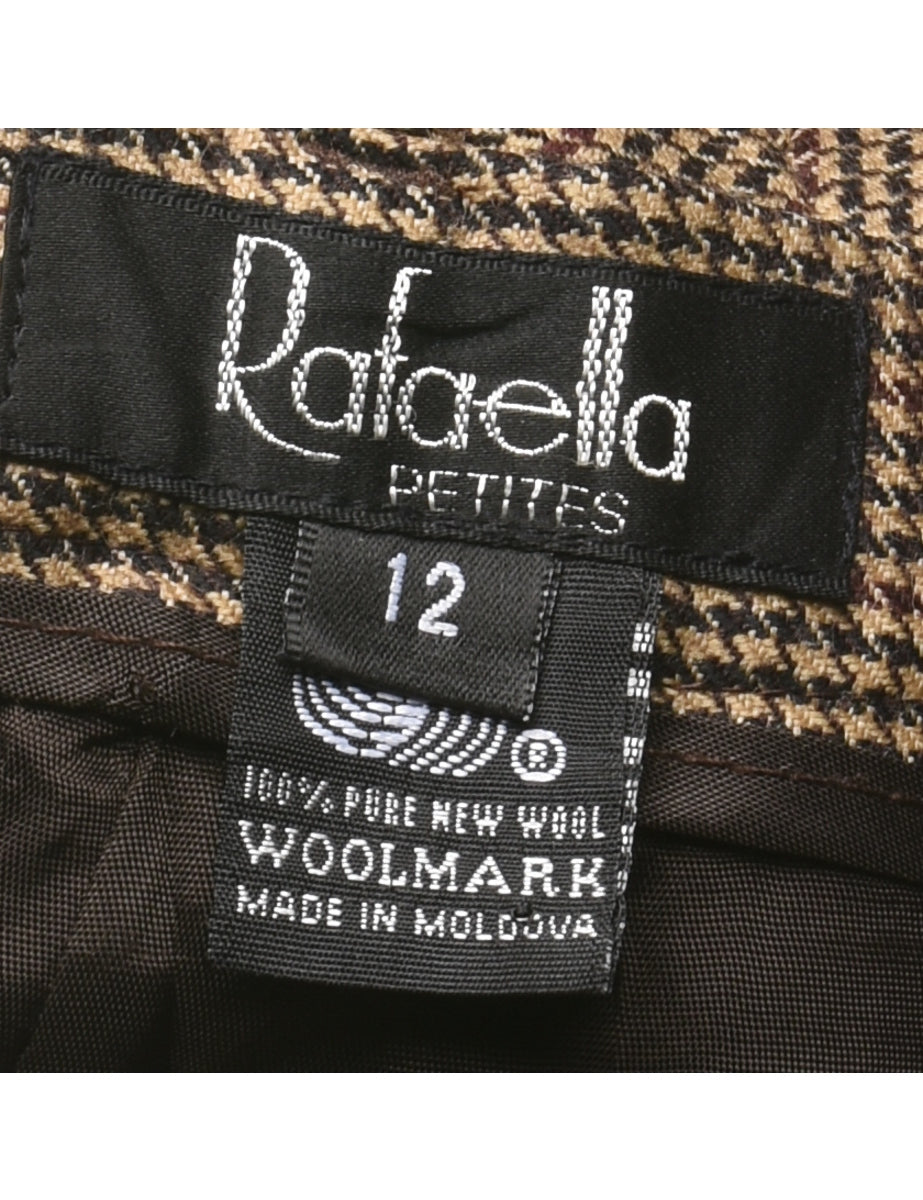 Rafaella
PETITES
12
®
100% PURE NEW WOOL
WOOLMARK
MADE IN MOLDOVA